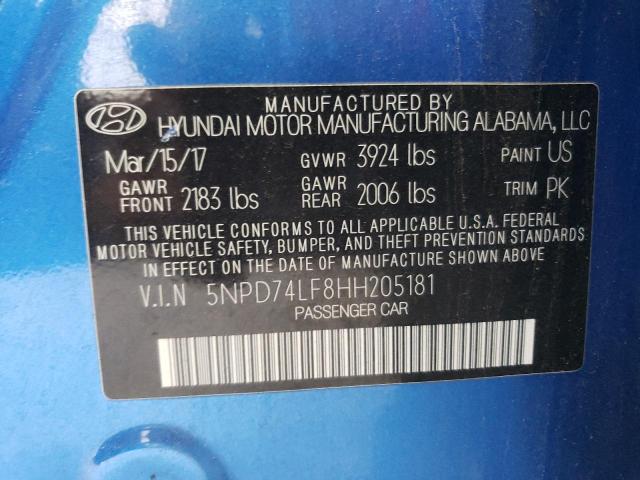 MANUFACTURED BY
HYUNDAI MOTOR MANUFACTURING ALABAMA, LLC
Mar/15/17 GVWR 3924 lbs PAINT US
GAWR FRONT 2183 lbs GAWR REAR 2006 lbs TRIM PK
THIS VEHICLE CONFORMS TO ALL APPLICABLE U.S.A. FEDERAL
MOTOR VEHICLE SAFETY, BUMPER, AND THEFT PREVENTION STANDARDS
IN EFFECT ON THE DATE OF MANUFACTURE SHOWN ABOVE
V.I.N 5NPD74LF8HH205181
PASSENGER CAR